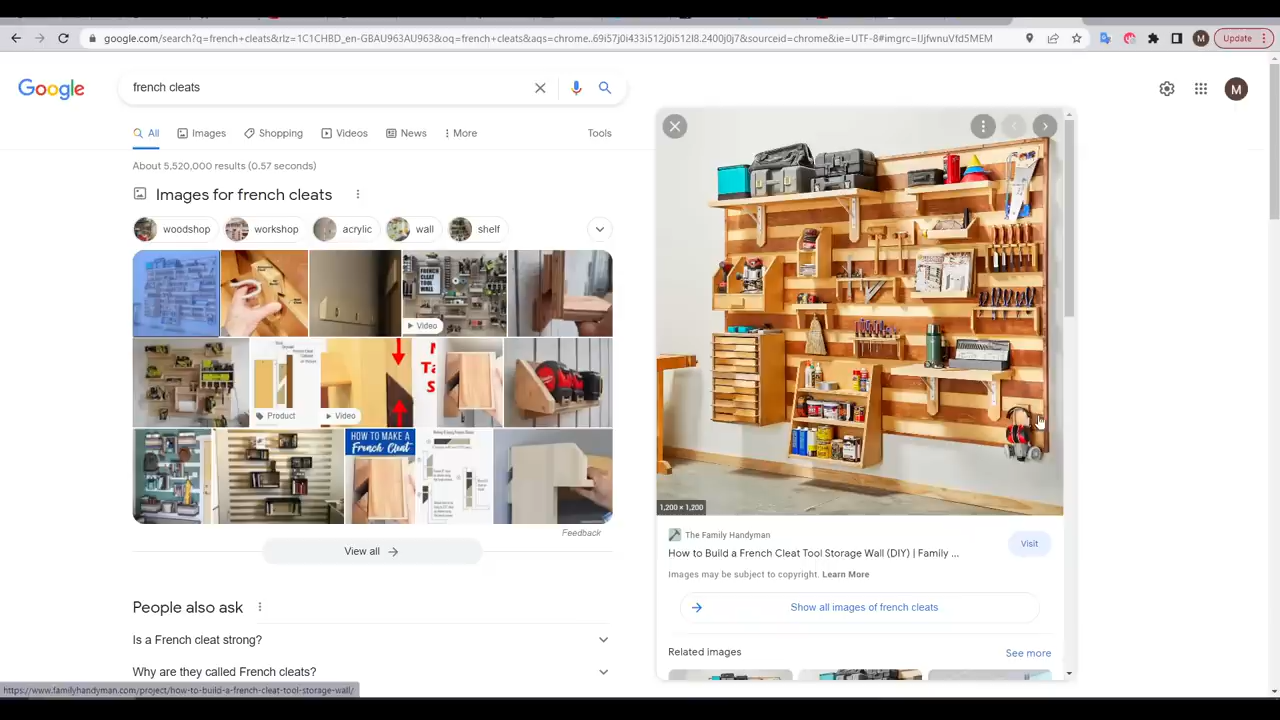 google.com/search?q=french+cleats&rlz=1C1CHBD_en-GBAU963AU963&oq=french+cleats&aqs=chrome..69i57j0i433i512j0i512l8.2400j0j7&sourceid=chrome&ie=UTF-8#imgrc=IJjfwnuVfd5MEM
M
Update
Google
french cleats
M
All
Images
Shopping
Videos
News
More
Tools
About 5,520,000 results (0.57 seconds)
Images for french cleats
woodshop
workshop
acrylic
wall
shelf
FRENCH
CLEAT
TOOL
WALL
Video
Product
Video
HOW TO MAKE A
French Cleat
Feedback
View all
People also ask
Is a French cleat strong?
Why are they called French cleats?
https://www.familyhandyman.com/project/how-to-build-a-french-cleat-tool-storage-wall/
1,200 × 1,200
The Family Handyman
How to Build a French Cleat Tool Storage Wall (DIY) | Family ...
Visit
Images may be subject to copyright. Learn More
Show all images of french cleats
Related images
See more